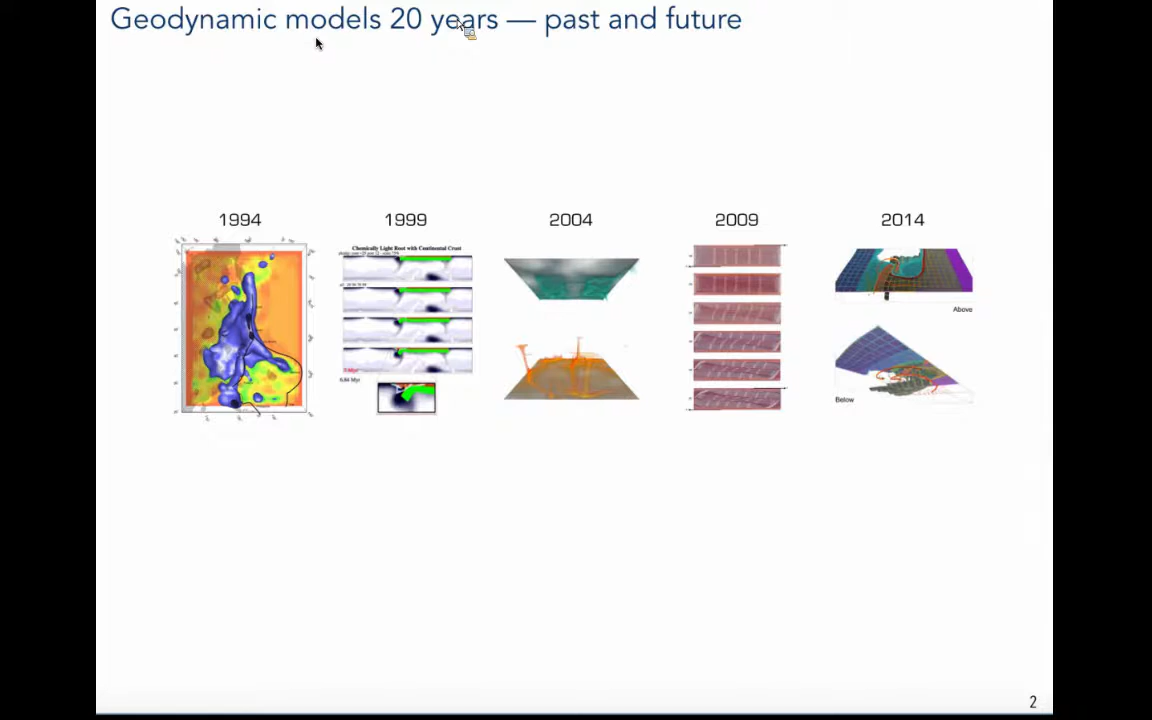 Geodynamic models 20 years — past and future
1994
1999
2004
2009
2014
Chemically Light Root with Continental Crust
Above
Below
2